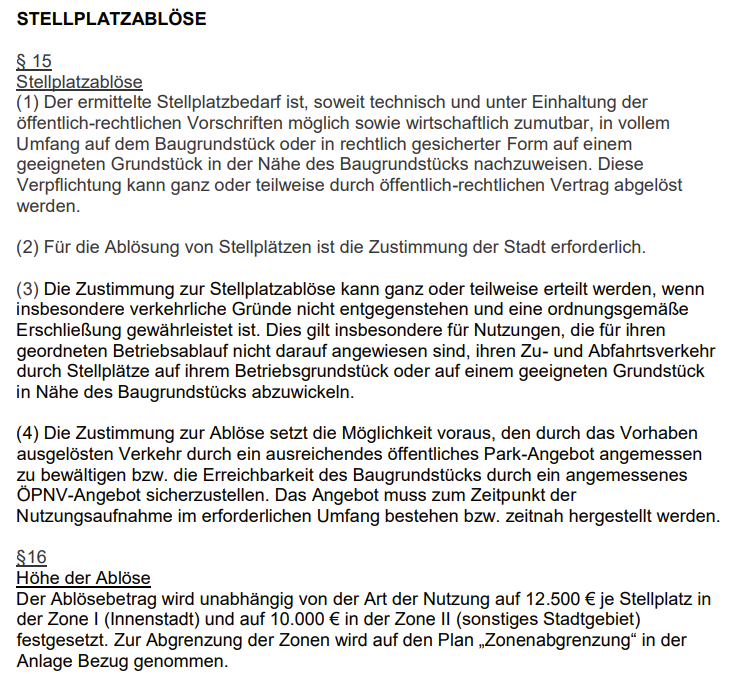 STELLPLATZABLÖSE
§ 15
Stellplatzablöse
(1) Der ermittelte Stellplatzbedarf ist, soweit technisch und unter Einhaltung der
öffentlich-rechtlichen Vorschriften möglich sowie wirtschaftlich zumutbar, in vollem
Umfang auf dem Baugrundstück oder in rechtlich gesicherter Form auf einem
geeigneten Grundstück in der Nähe des Baugrundstücks nachzuweisen. Diese
Verpflichtung kann ganz oder teilweise durch öffentlich-rechtlichen Vertrag abgelöst
werden.
(2) Für die Ablösung von Stellplätzen ist die Zustimmung der Stadt erforderlich.
(3) Die Zustimmung zur Stellplatzablöse kann ganz oder teilweise erteilt werden, wenn
insbesondere verkehrliche Gründe nicht entgegenstehen und eine ordnungsgemäße
Erschließung gewährleistet ist. Dies gilt insbesondere für Nutzungen, die für ihren
geordneten Betriebsablauf nicht darauf angewiesen sind, ihren Zu- und Abfahrtsverkehr
durch Stellplätze auf ihrem Betriebsgrundstück oder auf einem geeigneten Grundstück
in Nähe des Baugrundstücks abzuwickeln.
(4) Die Zustimmung zur Ablöse setzt die Möglichkeit voraus, den durch das Vorhaben
ausgelösten Verkehr durch ein ausreichendes öffentliches Park-Angebot angemessen
zu bewältigen bzw. die Erreichbarkeit des Baugrundstücks durch ein angemessenes
ÖPNV-Angebot sicherzustellen. Das Angebot muss zum Zeitpunkt der
Nutzungsaufnahme im erforderlichen Umfang bestehen bzw. zeitnah hergestellt werden.
§16
Höhe der Ablöse
Der Ablösebetrag wird unabhängig von der Art der Nutzung auf 12.500 € je Stellplatz in
der Zone I (Innenstadt) und auf 10.000 € in der Zone II (sonstiges Stadtgebiet)
festgesetzt. Zur Abgrenzung der Zonen wird auf den Plan „Zonenabgrenzung“ in der
Anlage Bezug genommen.